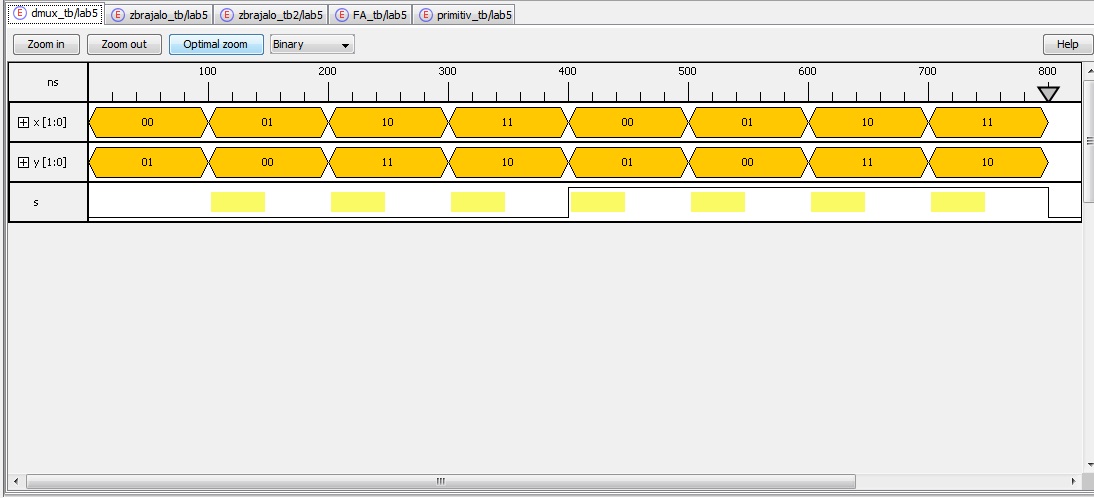 E dmux_tb/lab5 E zbrajalo_tb/lab5 E zbrajalo_tb2/lab5 E FA_tb/lab5 E primitiv_tb/lab5
Zoom in Zoom out Optimal zoom Binary Help
ns 100 200 300 400 500 600 700 800
x [1:0] 00 01 10 11 00 01 10 11
y [1:0] 01 00 11 10 01 00 11 10
s